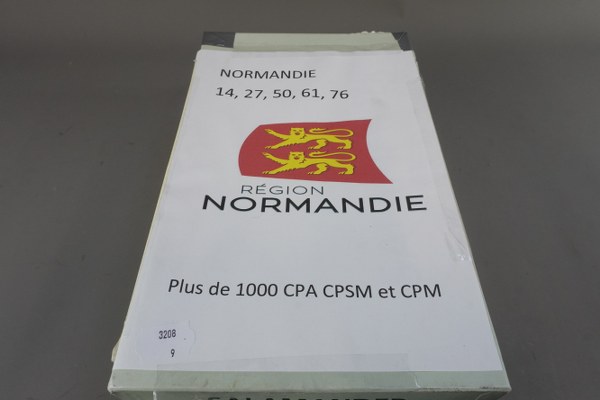 NORMANDIE
14, 27, 50, 61, 76
RÉGION
NORMANDIE
Plus de 1000 CPA CPSM et CPM
3208
9